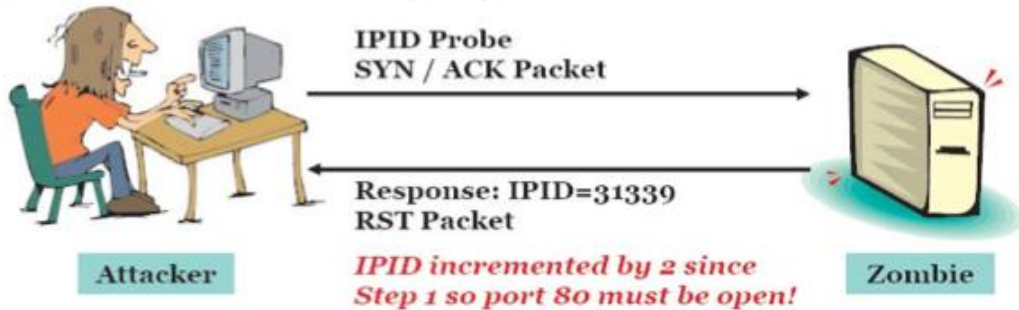 IPID Probe
SYN / ACK Packet
Response: IPID=31339
RST Packet
IPID incremented by 2 since
Step 1 so port 80 must be open!
Attacker
Zombie